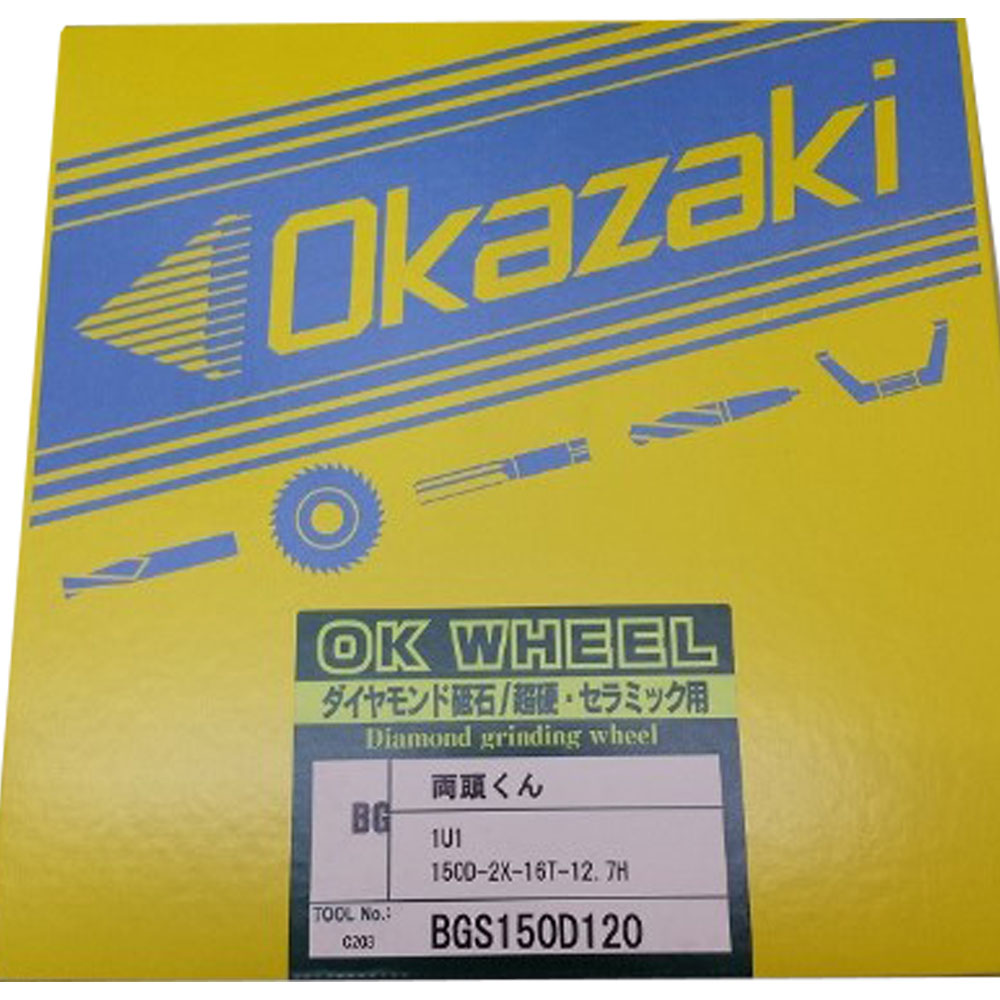 Okazaki
OK WHEEL
ダイヤモンド砥石/超硬・セラミック用
Diamond grinding wheel
BG
両頭くん
1U1
150D-2X-16T-12.7H
TOOL No.:
C203
BGS150D120